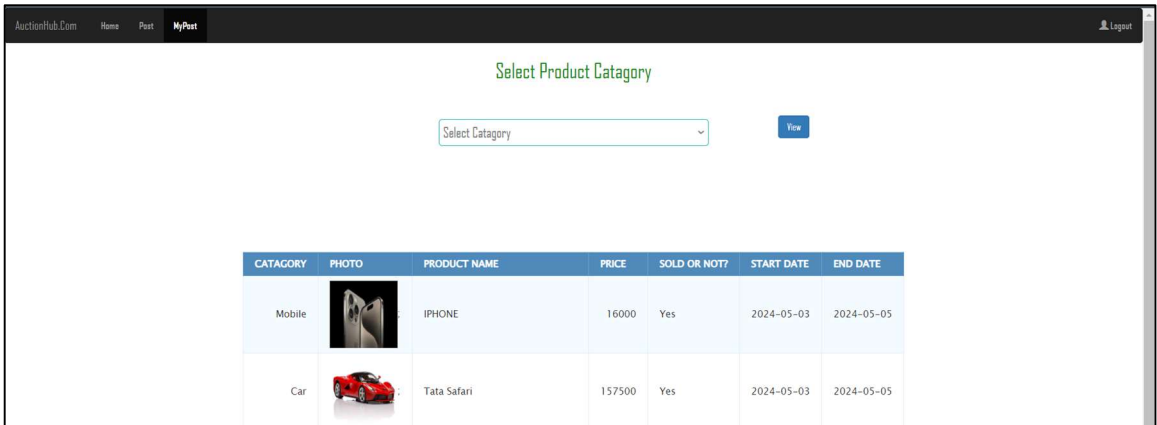 AuctionHub.Com Home Post MyPost Logout
Select Product Catagory
Select Catagory View
CATAGORY PHOTO PRODUCT NAME PRICE SOLD OR NOT? START DATE END DATE
Mobile ; IPHONE 16000 Yes 2024-05-03 2024-05-05
Car ; Tata Safari 157500 Yes 2024-05-03 2024-05-05